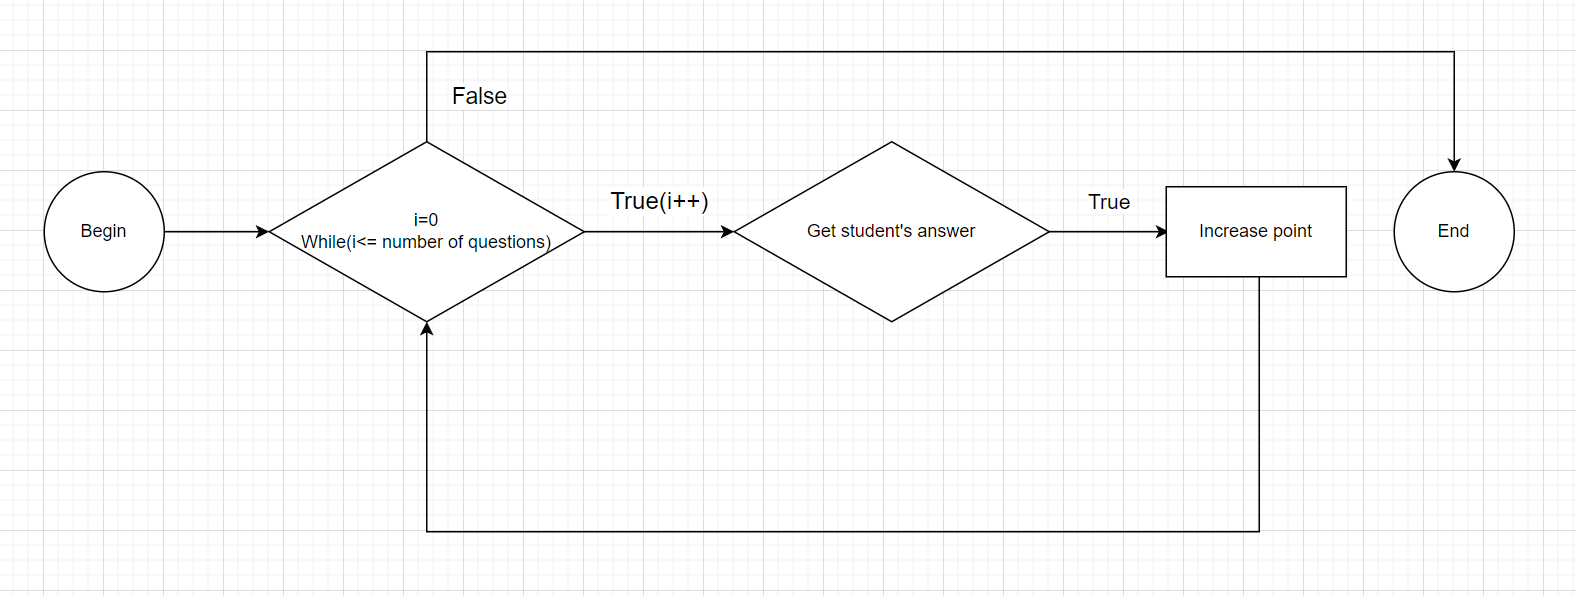 False
Begin
i=0
While(i<= number of questions)
True(i++)
Get student's answer
True
Increase point
End